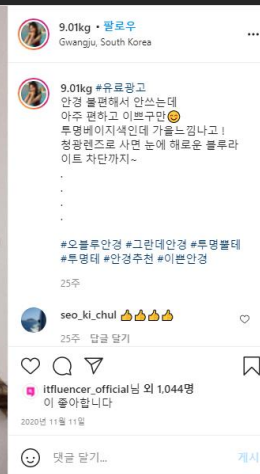 9.01kg • 팔로우
Gwangju, South Korea
9.01kg #유료광고
안경 불편해서 안쓰는데
아주 편하고 이쁘구만😊
투명베이지색인데 가을느낌나고 !
청광렌즈로 사면 눈에 해로운 블루라
이트 차단까지~
.
.
.
.
#오블루안경 #그란데안경 #투명뿔테
#투명테 #안경주천 #이쁜안경
25주
seo_ki_chul 👍👍👍👍
25주 답글 달기
itfluencer_official님 외 1,044명
이 좋아합니다
2020년 11월 11일
댓글 달기...
게시